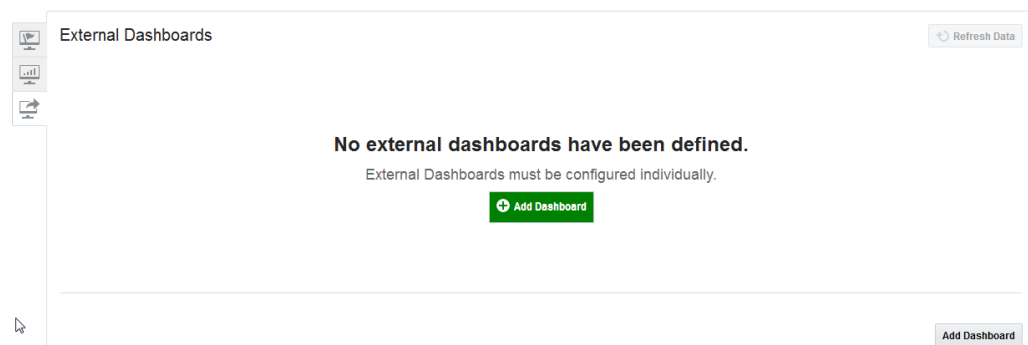 External Dashboards
Refresh Data
No external dashboards have been defined.
External Dashboards must be configured individually.
Add Dashboard
Add Dashboard